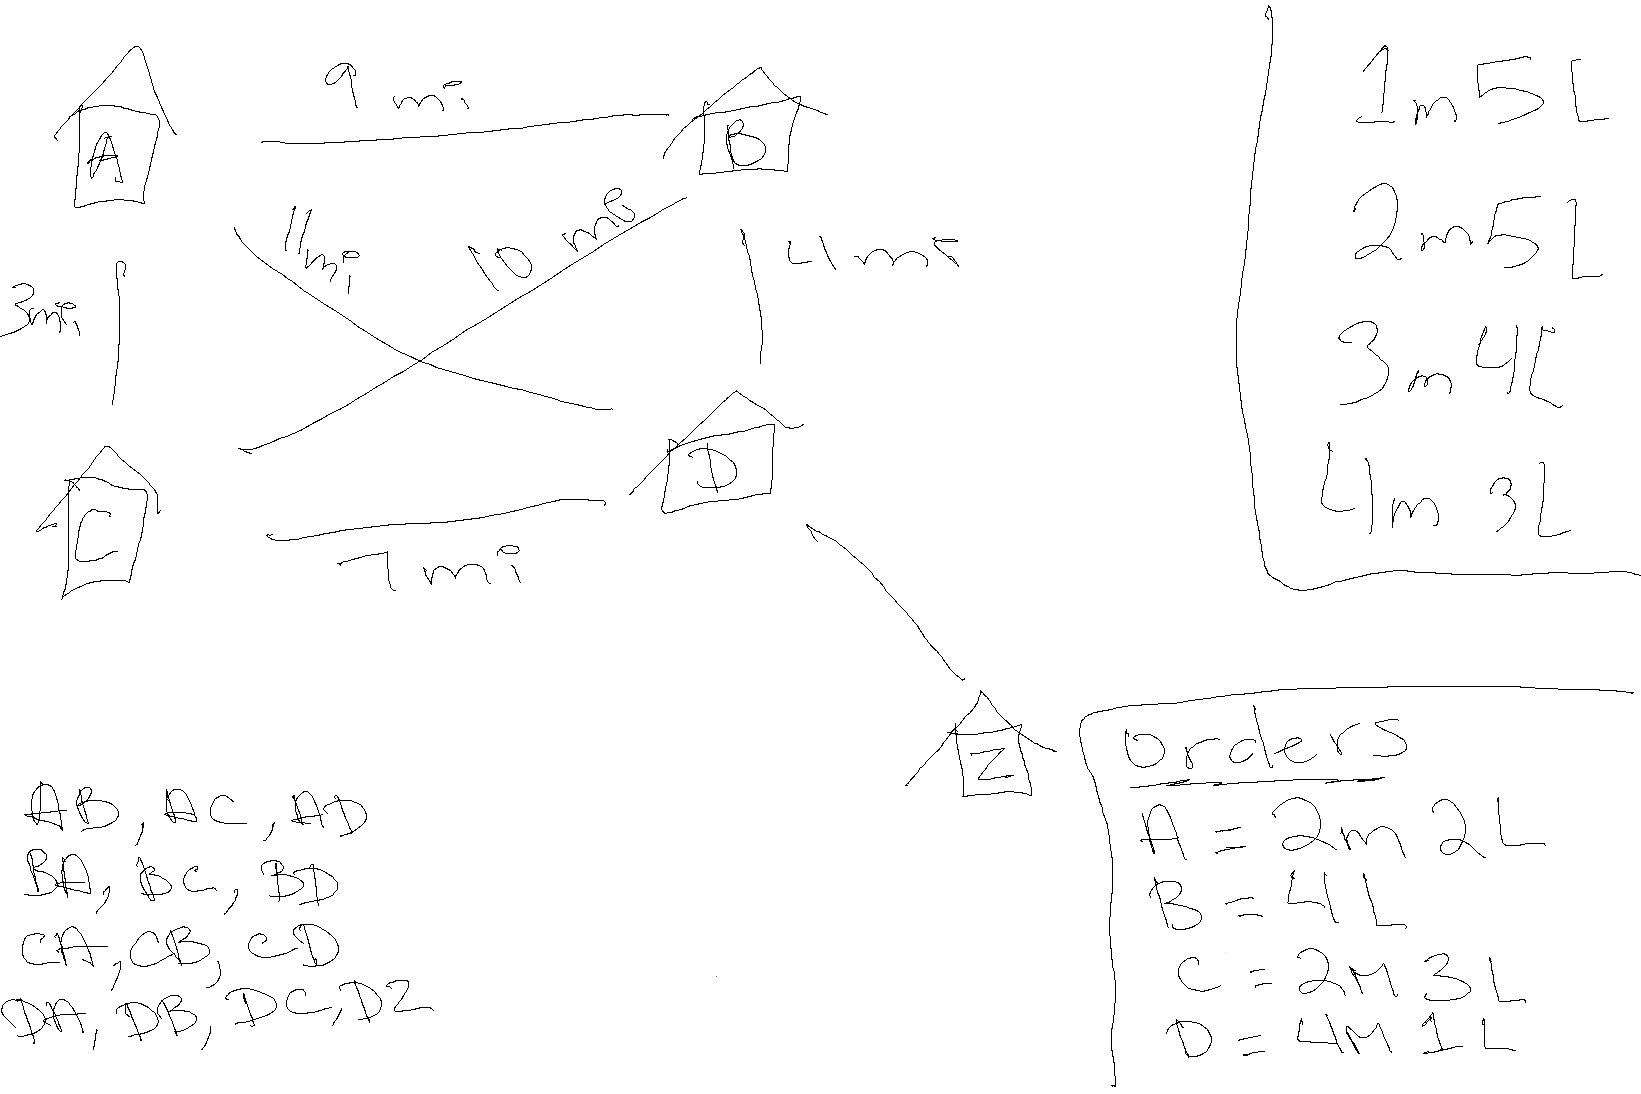 A
9 mi
B
11 mi
10 mi
3mi
4 mi
C
D
7 mi
Z
1m 5L
2m 5L
3m 4L
4m 3L
Orders
A = 2m 2L
B = 4L
C = 2M 3L
D = 4M 1L
AB, AC, AD
BA, BC, BD
CA, CB, CD
DA, DB, DC, DZ